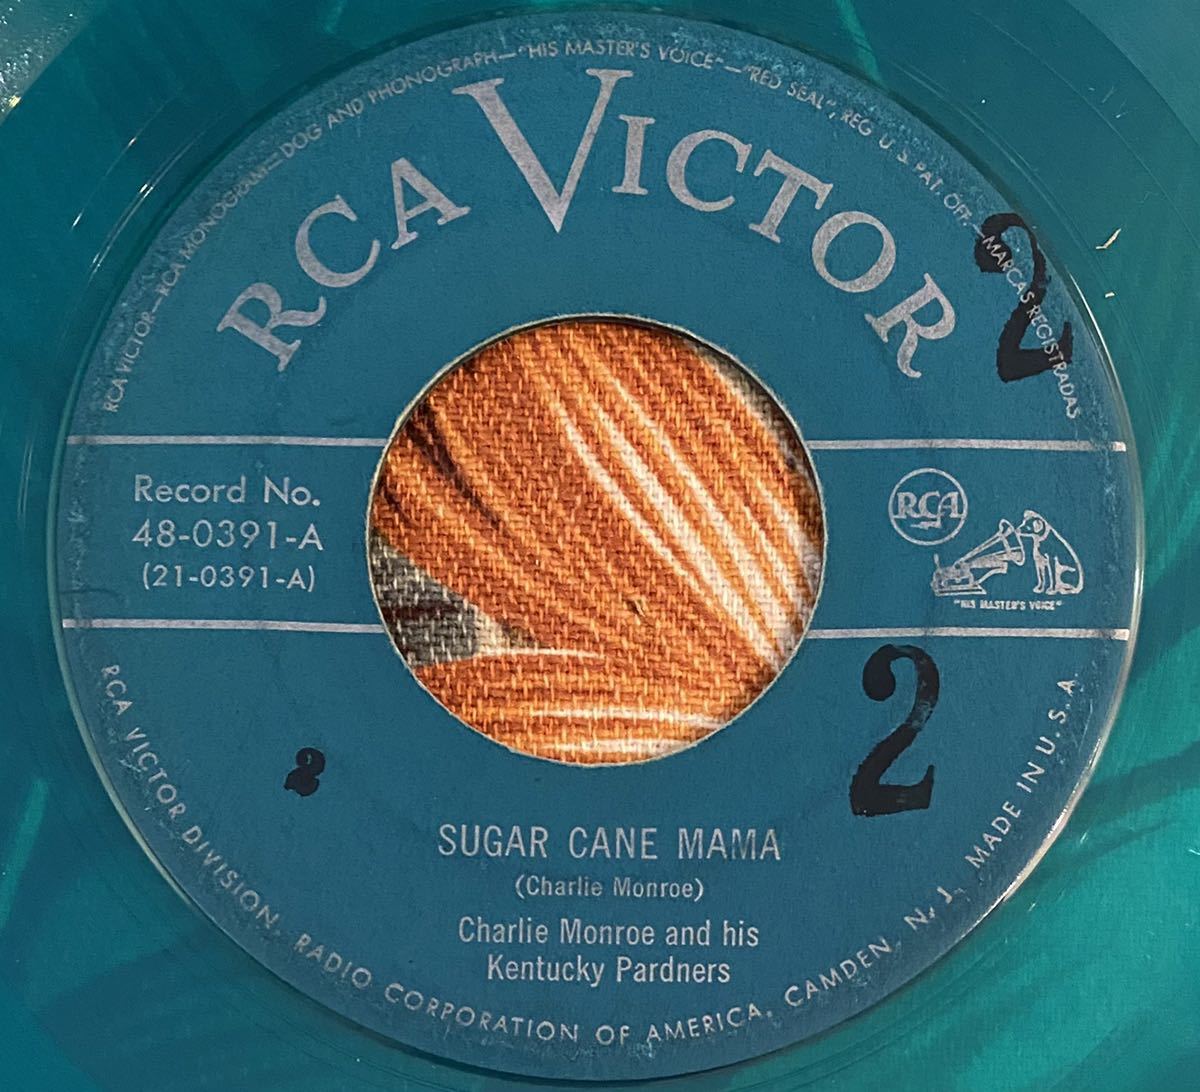 RCA VICTOR—RCA MONOGRAM—DOG AND PHONOGRAPH—"HIS MASTER'S VOICE"—"RED SEAL", REG. U.S. PAT. OFF.—MARCAS REGISTRADAS
RCA VICTOR
2
Record No.
48-0391-A
(21-0391-A)
RCA
"HIS MASTER'S VOICE"
2
2
SUGAR CANE MAMA
(Charlie Monroe)
Charlie Monroe and his
Kentucky Pardners
RCA VICTOR DIVISION, RADIO CORPORATION OF AMERICA, CAMDEN, N. J., MADE IN U.S.A.